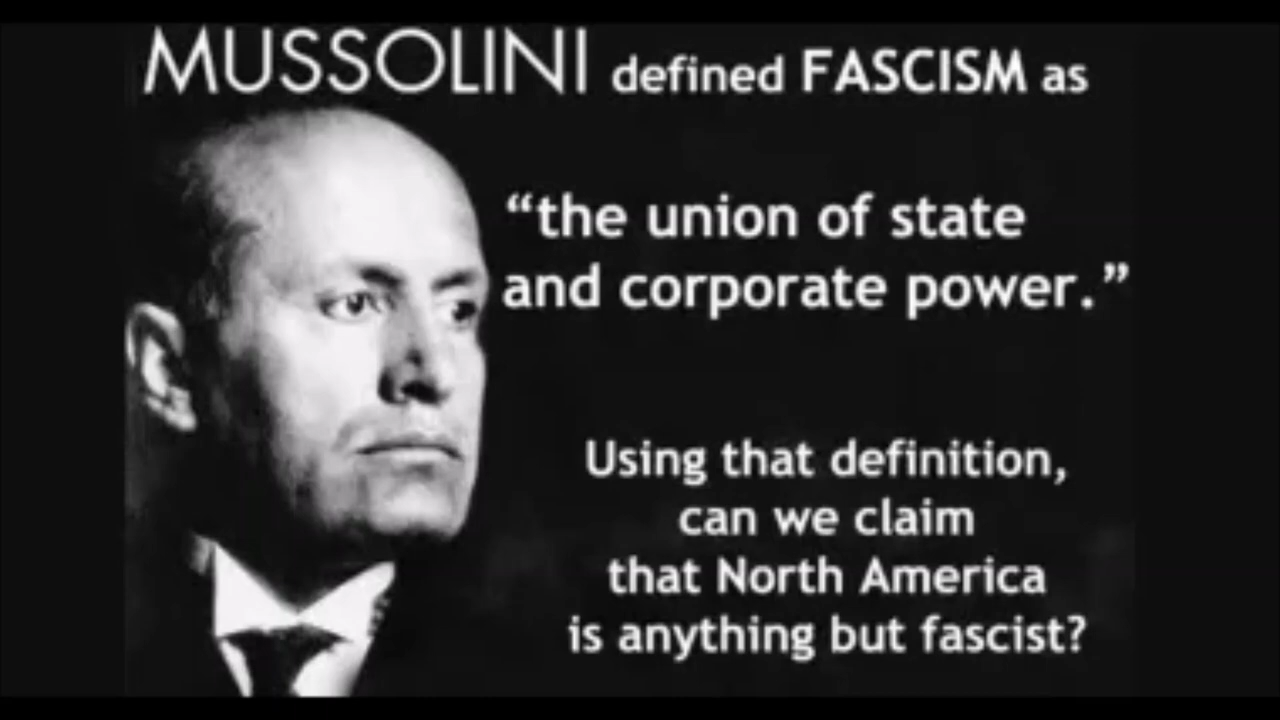 MUSSOLINI defined FASCISM as
“the union of state
and corporate power.”
Using that definition,
can we claim
that North America
is anything but fascist?